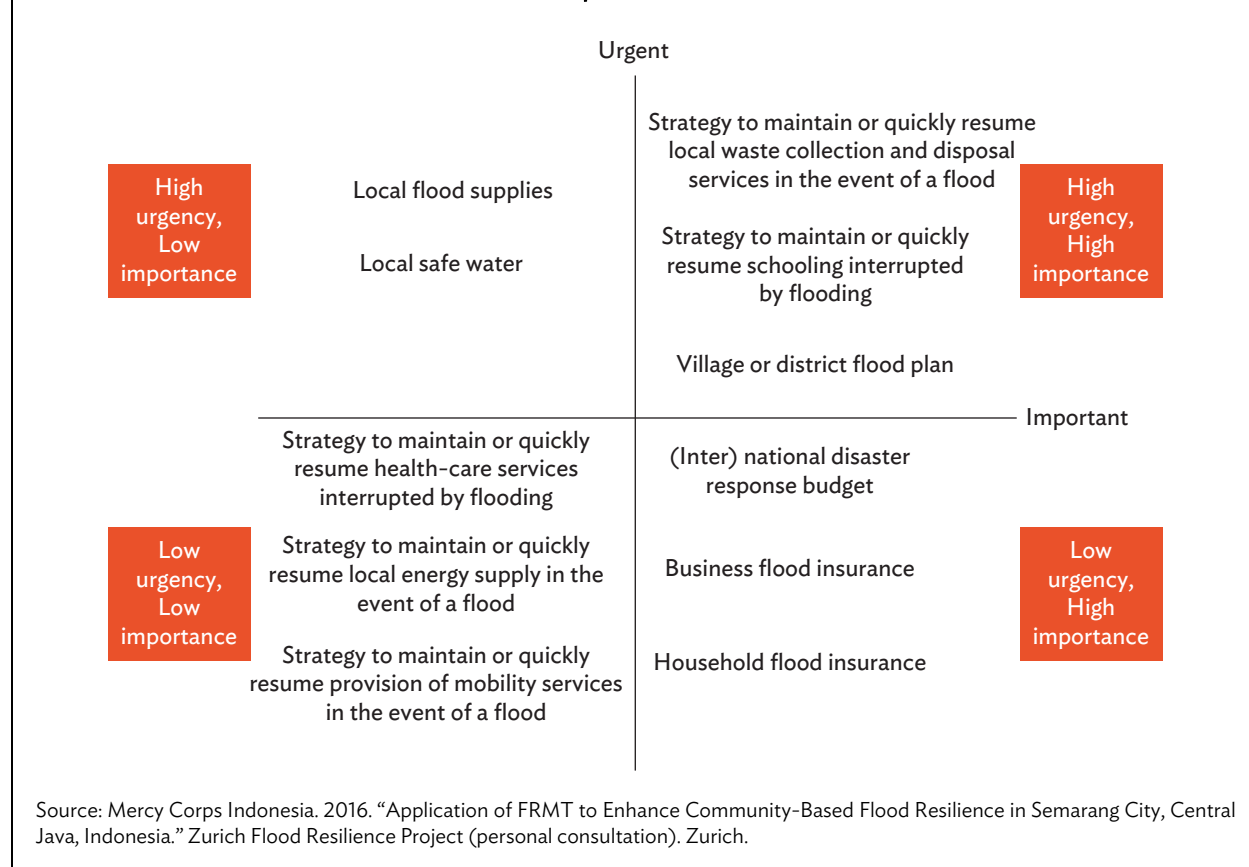 Urgent
Strategy to maintain or quickly resume
local waste collection and disposal
services in the event of a flood
High
urgency,
Low
importance
Local flood supplies
High
urgency,
High
importance
Local safe water
Strategy to maintain or quickly
resume schooling interrupted
by flooding
Village or district flood plan
Important
Strategy to maintain or quickly
resume health-care services
interrupted by flooding
(Inter) national disaster
response budget
Low
urgency,
Low
importance
Strategy to maintain or quickly
resume local energy supply in the
event of a flood
Business flood insurance
Low
urgency,
High
importance
Strategy to maintain or quickly
resume provision of mobility services
in the event of a flood
Household flood insurance
Source: Mercy Corps Indonesia. 2016. “Application of FRMT to Enhance Community-Based Flood Resilience in Semarang City, Central
Java, Indonesia.” Zurich Flood Resilience Project (personal consultation). Zurich.